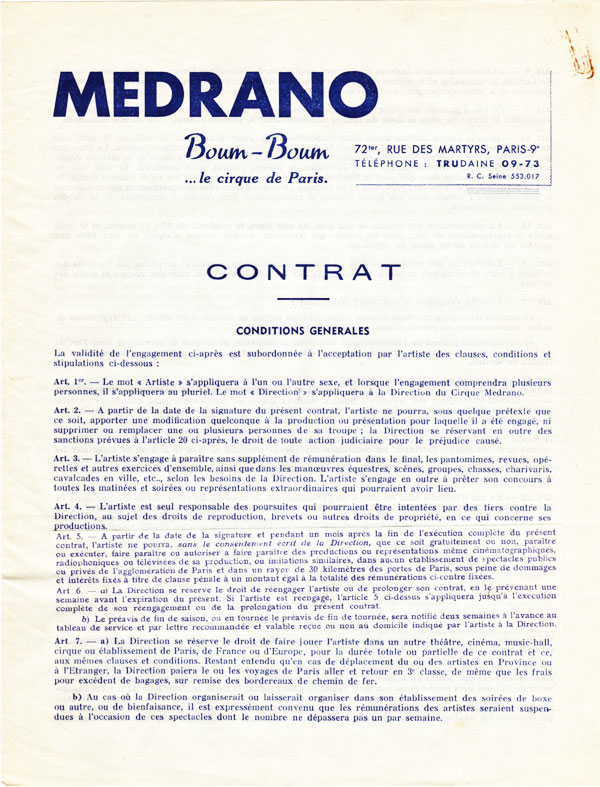 MEDRANO
Boum-Boum
...le cirque de Paris.
72ter, RUE DES MARTYRS, PARIS-9e
TÉLÉPHONE : TRUDAINE 09-73
R. C. Seine 553.017
CONTRAT
CONDITIONS GENERALES
La validité de l'engagement ci-après est subordonnée à l'acceptation par l'artiste des clauses, conditions et
stipulations ci-dessous :
Art. 1er. — Le mot « Artiste » s'appliquera à l'un ou l'autre sexe, et lorsque l'engagement comprendra plusieurs
personnes, il s'appliquera au pluriel. Le mot « Direction » s'appliquera à la Direction du Cirque Medrano.
Art. 2. — A partir de la date de la signature du présent contrat, l'artiste ne pourra, sous quelque prétexte que
ce soit, apporter une modification quelconque à la production ou présentation pour laquelle il a été engagé, ni
supprimer ou remplacer une ou plusieurs personnes de sa troupe ; la Direction se réservant en outre des
sanctions prévues à l'article 20 ci-après, le droit de toute action judiciaire pour le préjudice causé.
Art. 3. — L'artiste s'engage à paraître sans supplément de rémunération dans le final, les pantomimes, revues, opé-
rettes et autres exercices d'ensemble, ainsi que dans les manœuvres équestres, scènes, groupes, chasses, charivaris,
cavalcades en ville, etc.., selon les besoins de la Direction. L'artiste s'engage en outre à prêter son concours à
toutes les matinées et soirées ou représentations extraordinaires qui pourraient avoir lieu.
Art. 4. — L'artiste est seul responsable des poursuites qui pourraient être intentées par des tiers contre la
Direction, au sujet des droits de reproduction, brevets ou autres droits de propriété, en ce qui concerne ses
productions.
Art. 5. — A partir de la date de la signature et pendant un mois après la fin de l'exécution complète du présent
contrat, l'artiste ne pourra, sans le consentement écrit de la Direction, que ce soit gratuitement ou non, paraître
ou exécuter, faire paraître ou autoriser a faire paraître des productions ou représentations même cinématographiques,
radiophoniques ou télévisées de sa production, ou imitations similaires, dans aucun établissement de spectacles publics
ou privés de l'agglomération de Paris et dans un rayon de 30 kilomètres des portes de Paris, sous peine de dommages
et intérêts fixés à titre de clause pénale à un montant égal à la totalité des rémunérations ci-contre fixées.
Art 6 — a) La Direction se réserve le droit de réengager l'artiste ou de prolonger son contrat, en le prévenant une
semaine avant l'expiration du présent. Si l'artiste est réengagé, l'article 5 ci-dessus s'appliquera jusqu'à l'execution
complète de son réengagement ou de la prolongation du présent contrat.
b) Le préavis de fin de saison, ou en tournée le préavis de fin de tournée, sera notifié deux semaines à l'avance au
tableau de service et par lettre recommandée et valable reçue ou non au domicile indiqué par l'artiste à la Direction.
Art. 7. — a) La Direction se réserve le droit de faire jouer l'artiste dans un autre théâtre, cinéma, music-hall,
cirque ou établissement de Paris, de France ou d'Europe, pour la durée totale ou partielle de ce contrat et ce,
aux mêmes clauses et conditions. Restant entendu qu'en cas de déplacement du ou des artistes en Province ou
à l'Etranger, la Direction paiera le ou les voyages de Paris aller et retour en 3e classe, de même que les frais
pour excédent de bagages, sur remise des bordereaux de chemin de fer.
b) Au cas où la Direction organiserait ou laisserait organiser dans son établissement des soirées de boxe
ou autre, ou de bienfaisance, il est expressément convenu que les rémunérations des artistes seraient suspen-
dues à l'occasion de ces spectacles dont le nombre ne dépassera pas un par semaine.